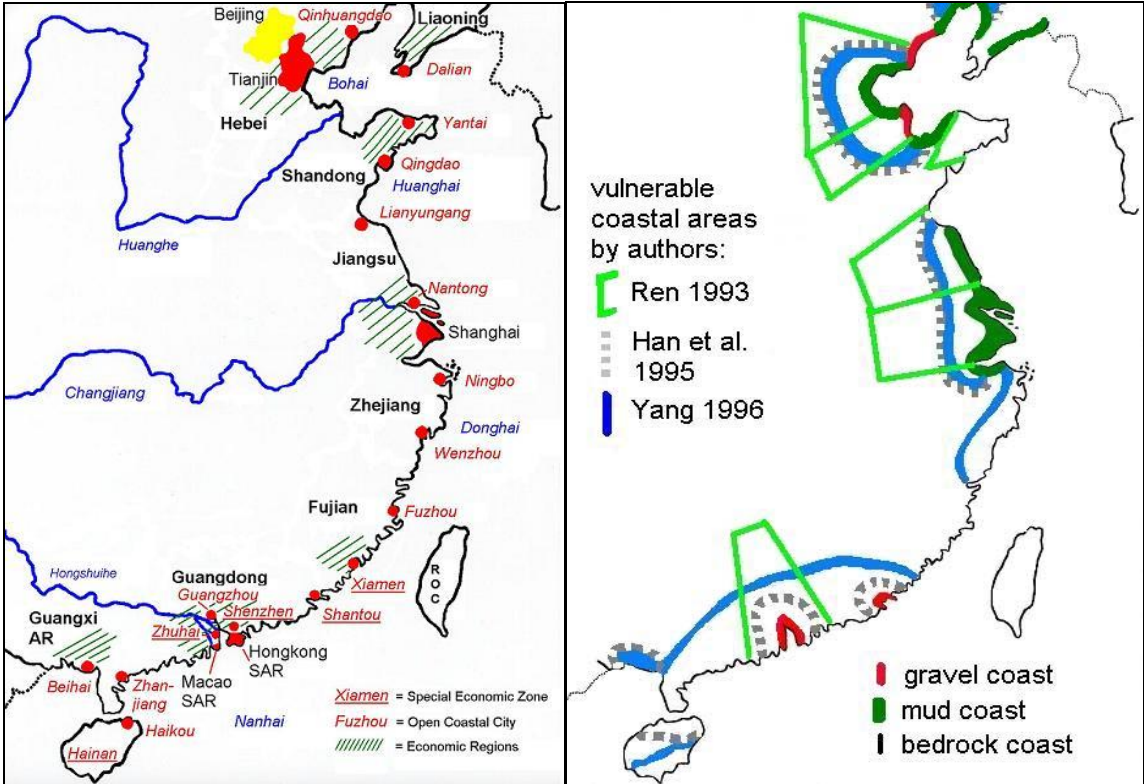 Beijing
Qinhuangdao
Liaoning
Tianjin
Bohai
Dalian
Hebei
Yantai
Shandong
Qingdao
Huanghai
Lianyungang
Huanghe
Jiangsu
Nantong
Shanghai
Changjiang
Ningbo
Zhejiang
Donghai
Wenzhou
Fujian
Fuzhou
Hongshuihe
Guangdong
Guangzhou
Xiamen
ROC
Shenzhen
Shantou
Guangxi
AR
Zhuhai
Hongkong
SAR
Macao
SAR
Beihai
Zhan-
jiang
Haikou
Nanhai
Hainan
Xiamen = Special Economic Zone
Fuzhou = Open Coastal City
= Economic Regions
vulnerable
coastal areas
by authors:
Ren 1993
Han et al.
1995
Yang 1996
gravel coast
mud coast
bedrock coast